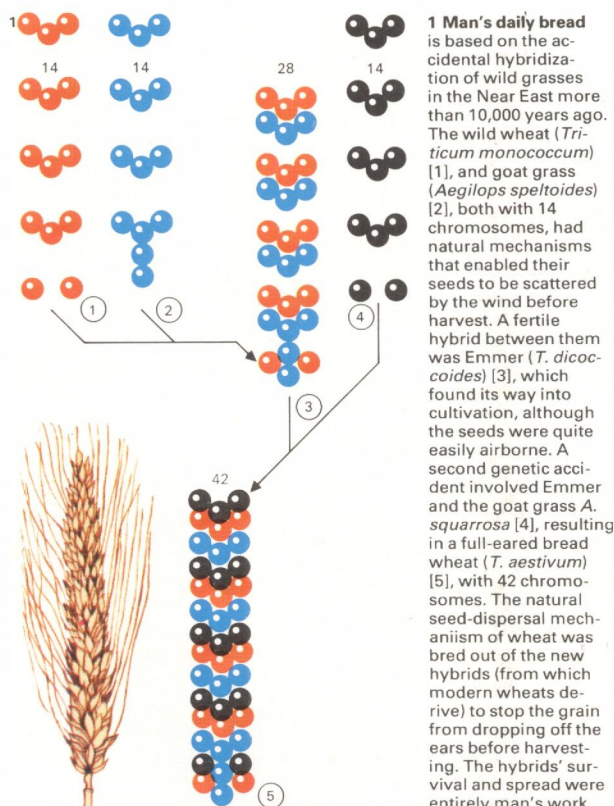 1
14
14
28
14
1
2
4
3
42
5
1 Man's daily bread
is based on the ac-
cidental hybridiza-
tion of wild grasses
in the Near East more
than 10,000 years ago.
The wild wheat (Tri-
ticum monococcum)
[1], and goat grass
(Aegilops speltoides)
[2], both with 14
chromosomes, had
natural mechanisms
that enabled their
seeds to be scattered
by the wind before
harvest. A fertile
hybrid between them
was Emmer (T. dicoc-
coides) [3], which
found its way into
cultivation, although
the seeds were quite
easily airborne. A
second genetic acci-
dent involved Emmer
and the goat grass A.
squarrosa [4], resulting
in a full-eared bread
wheat (T. aestivum)
[5], with 42 chromo-
somes. The natural
seed-dispersal mech-
aniism of wheat was
bred out of the new
hybrids (from which
modern wheats de-
rive) to stop the grain
from dropping off the
ears before harvest-
ing. The hybrids' sur-
vival and spread were
entirely man's work